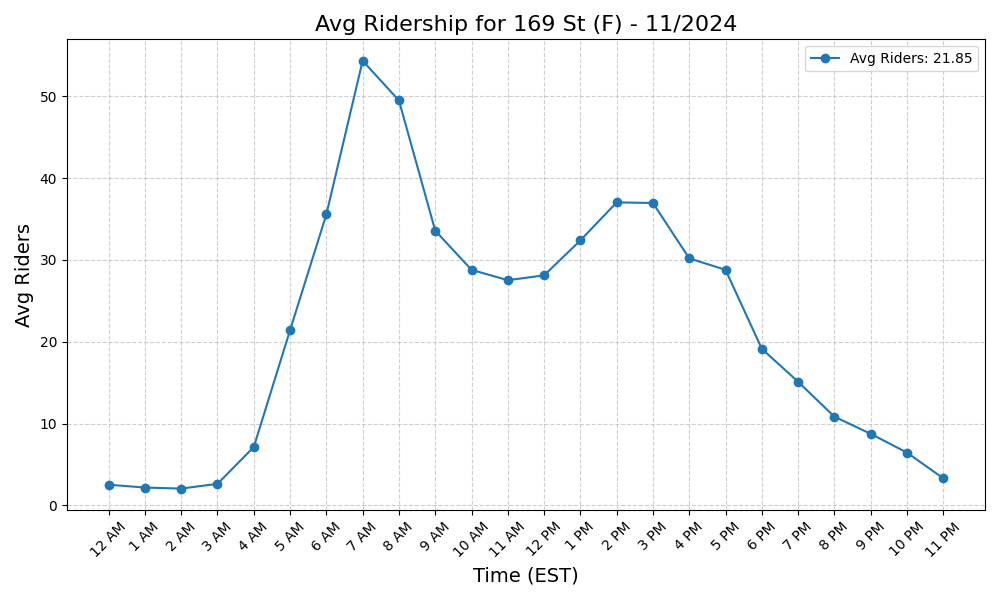 Avg Ridership for 169 St (F) - 11/2024
Avg Riders: 21.85
Avg Riders
50
40
30
20
10
0
12 AM
1 AM
2 AM
3 AM
4 AM
5 AM
6 AM
7 AM
8 AM
9 AM
10 AM
11 AM
12 PM
1 PM
2 PM
3 PM
4 PM
5 PM
6 PM
7 PM
8 PM
9 PM
10 PM
11 PM
Time (EST)